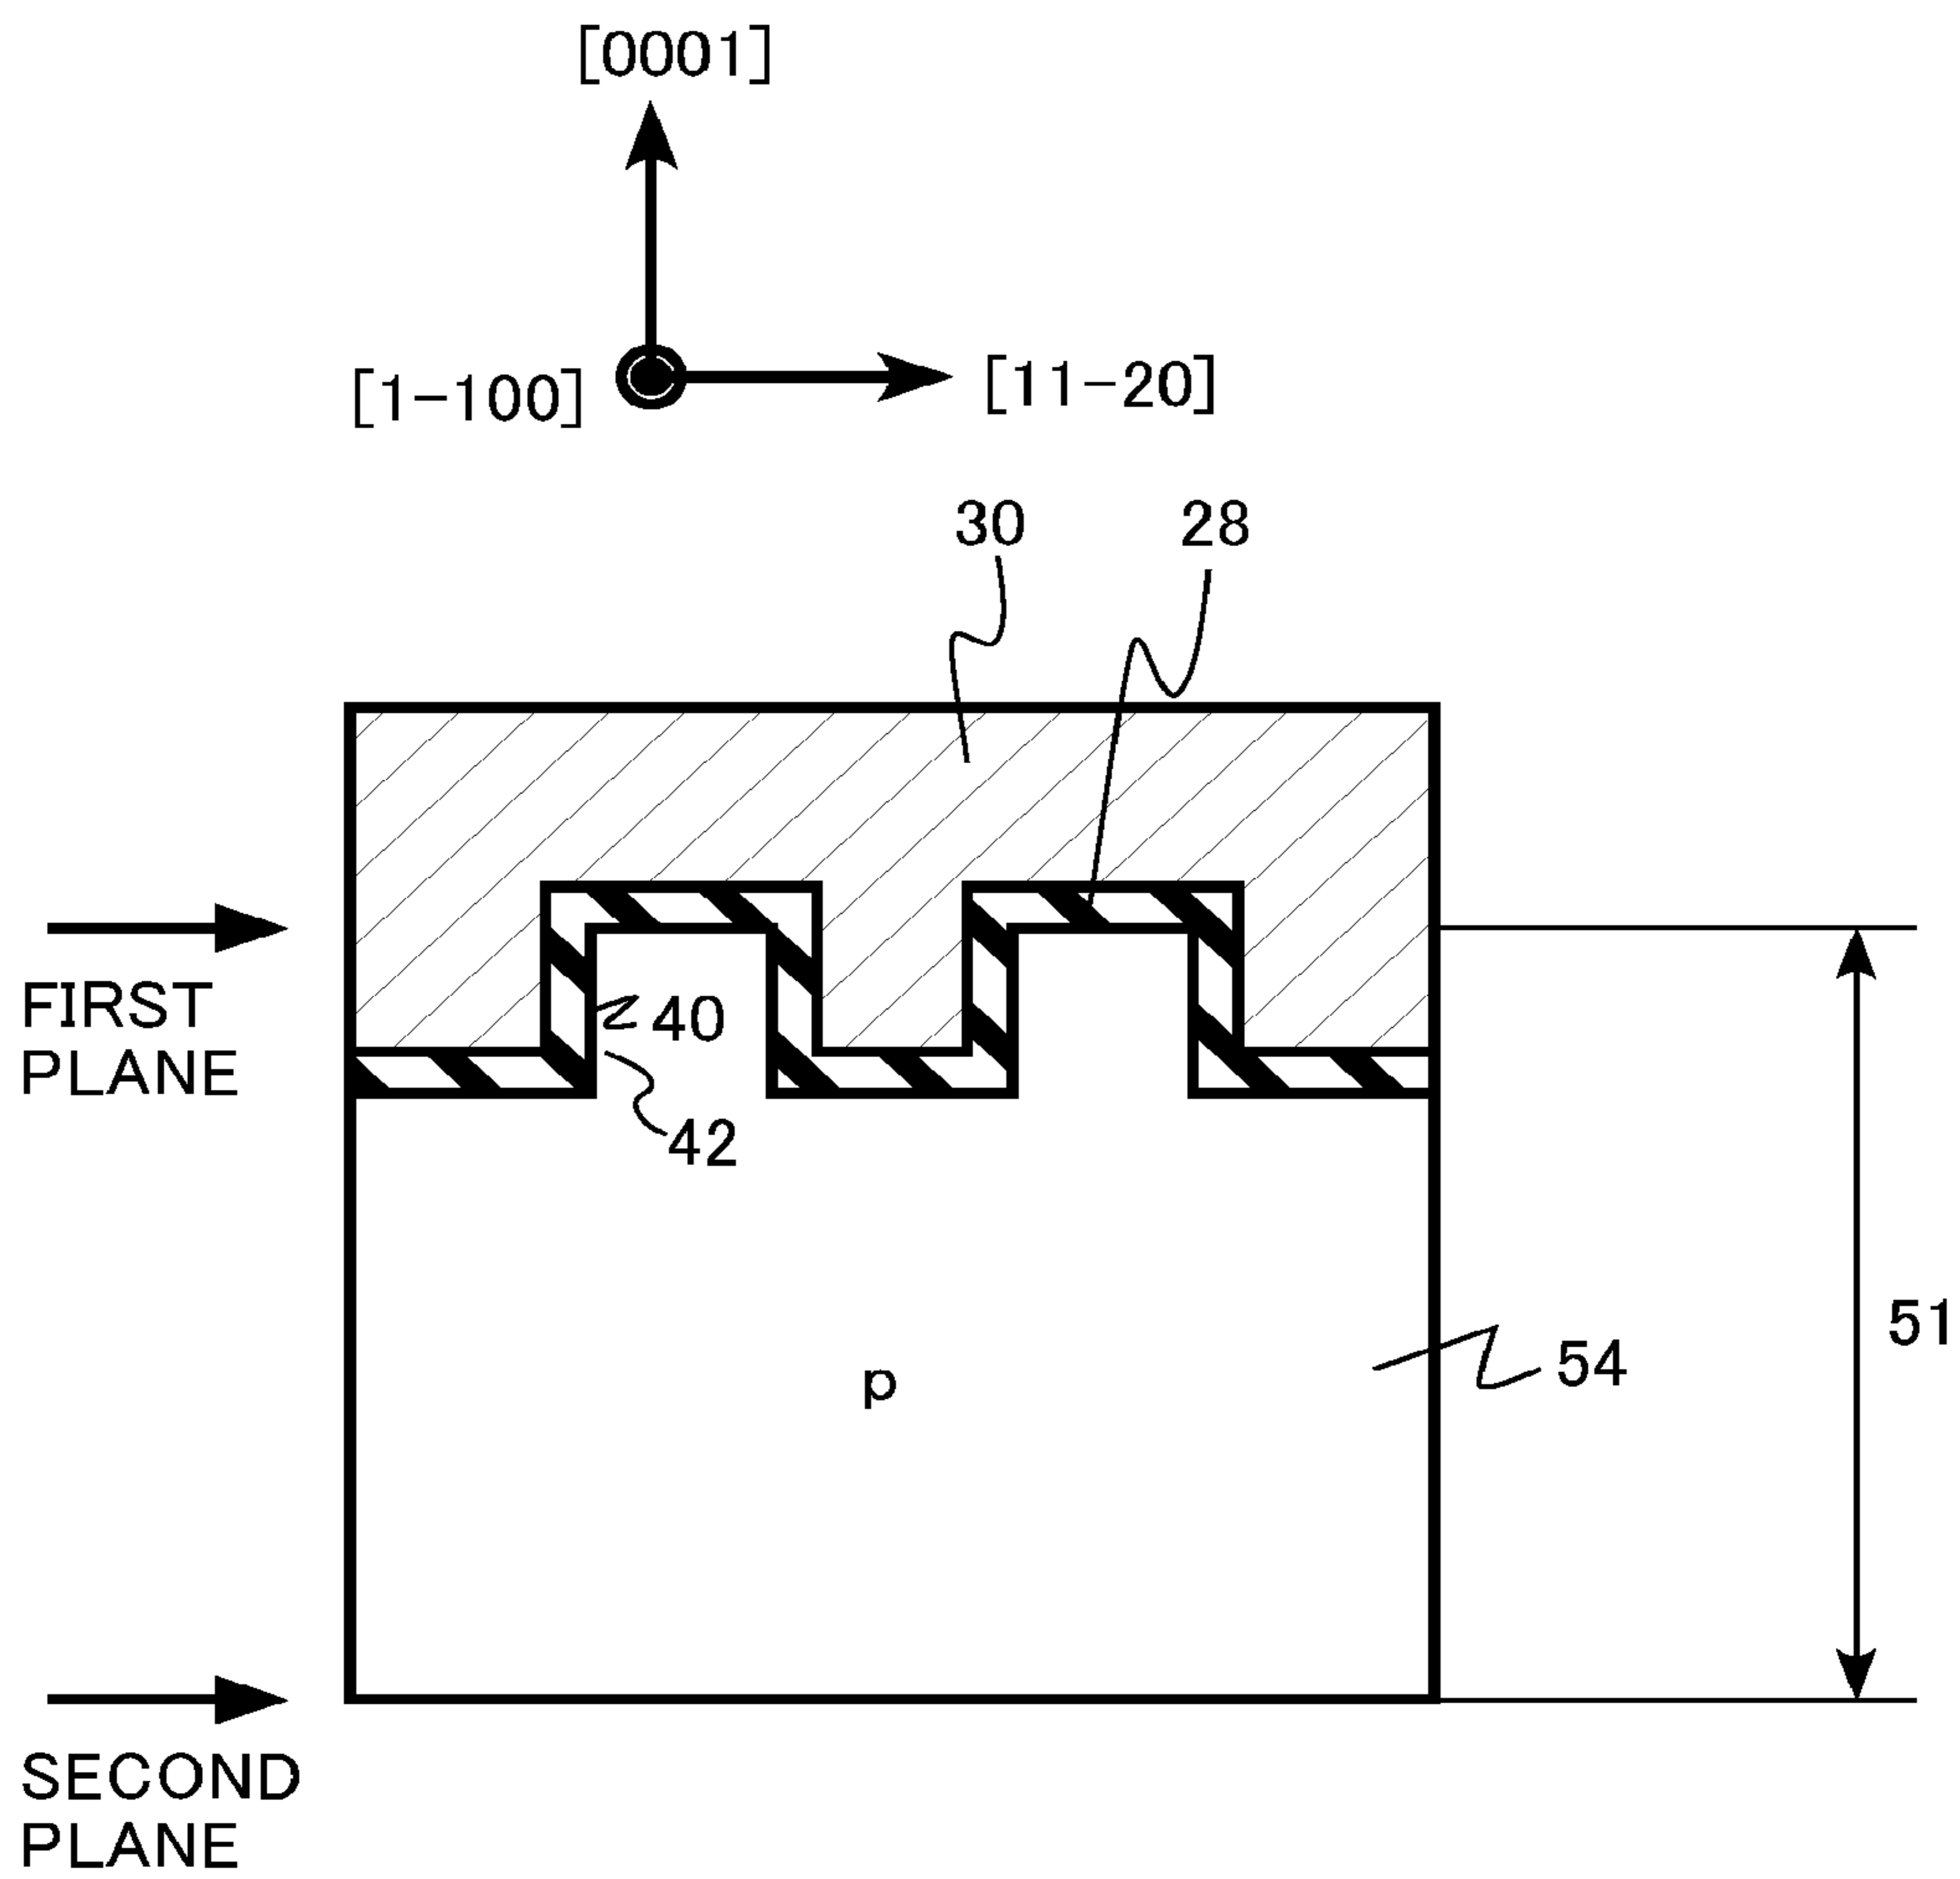 [0001]
[1-100]
[11-20]
30
28
FIRST
PLANE
40
42
51
54
p
SECOND
PLANE